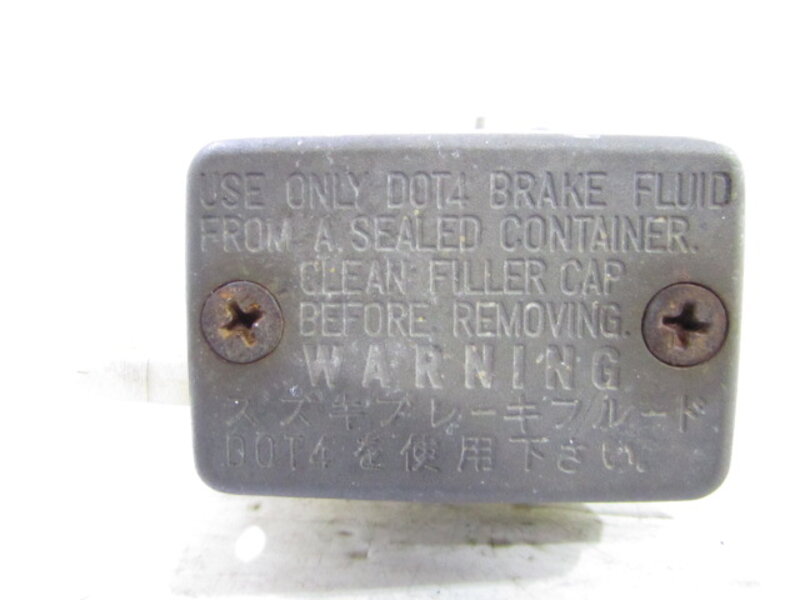 USE ONLY DOT4 BRAKE FLUID
FROM A SEALED CONTAINER.
CLEAN FILLER CAP
BEFORE REMOVING.
WARNING
スズキブレーキフルード
DOT4を使用下さい.